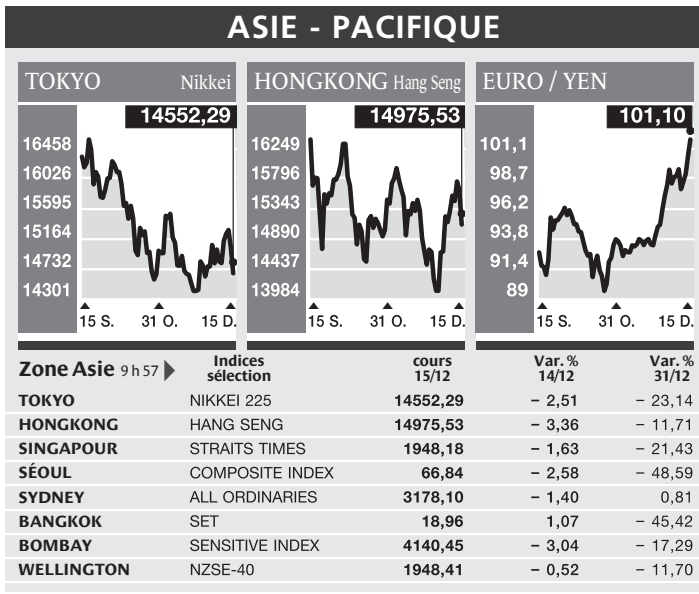 ASIE - PACIFIQUE
TOKYO Nikkei
14552,29
16458
16026
15595
15164
14732
14301
15 S. 31 O. 15 D.
HONGKONG Hang Seng
14975,53
16249
15796
15343
14890
14437
13984
15 S. 31 O. 15 D.
EURO / YEN
101,10
101,1
98,7
96,2
93,8
91,4
89
15 S. 31 O. 15 D.
Zone Asie 9 h 57 Indices sélection cours 15/12 Var. % 14/12 Var. % 31/12
TOKYO NIKKEI 225 14552,29 – 2,51 – 23,14
HONGKONG HANG SENG 14975,53 – 3,36 – 11,71
SINGAPOUR STRAITS TIMES 1948,18 – 1,63 – 21,43
SÉOUL COMPOSITE INDEX 66,84 – 2,58 – 48,59
SYDNEY ALL ORDINARIES 3178,10 – 1,40 0,81
BANGKOK SET 18,96 1,07 – 45,42
BOMBAY SENSITIVE INDEX 4140,45 – 3,04 – 17,29
WELLINGTON NZSE-40 1948,41 – 0,52 – 11,70